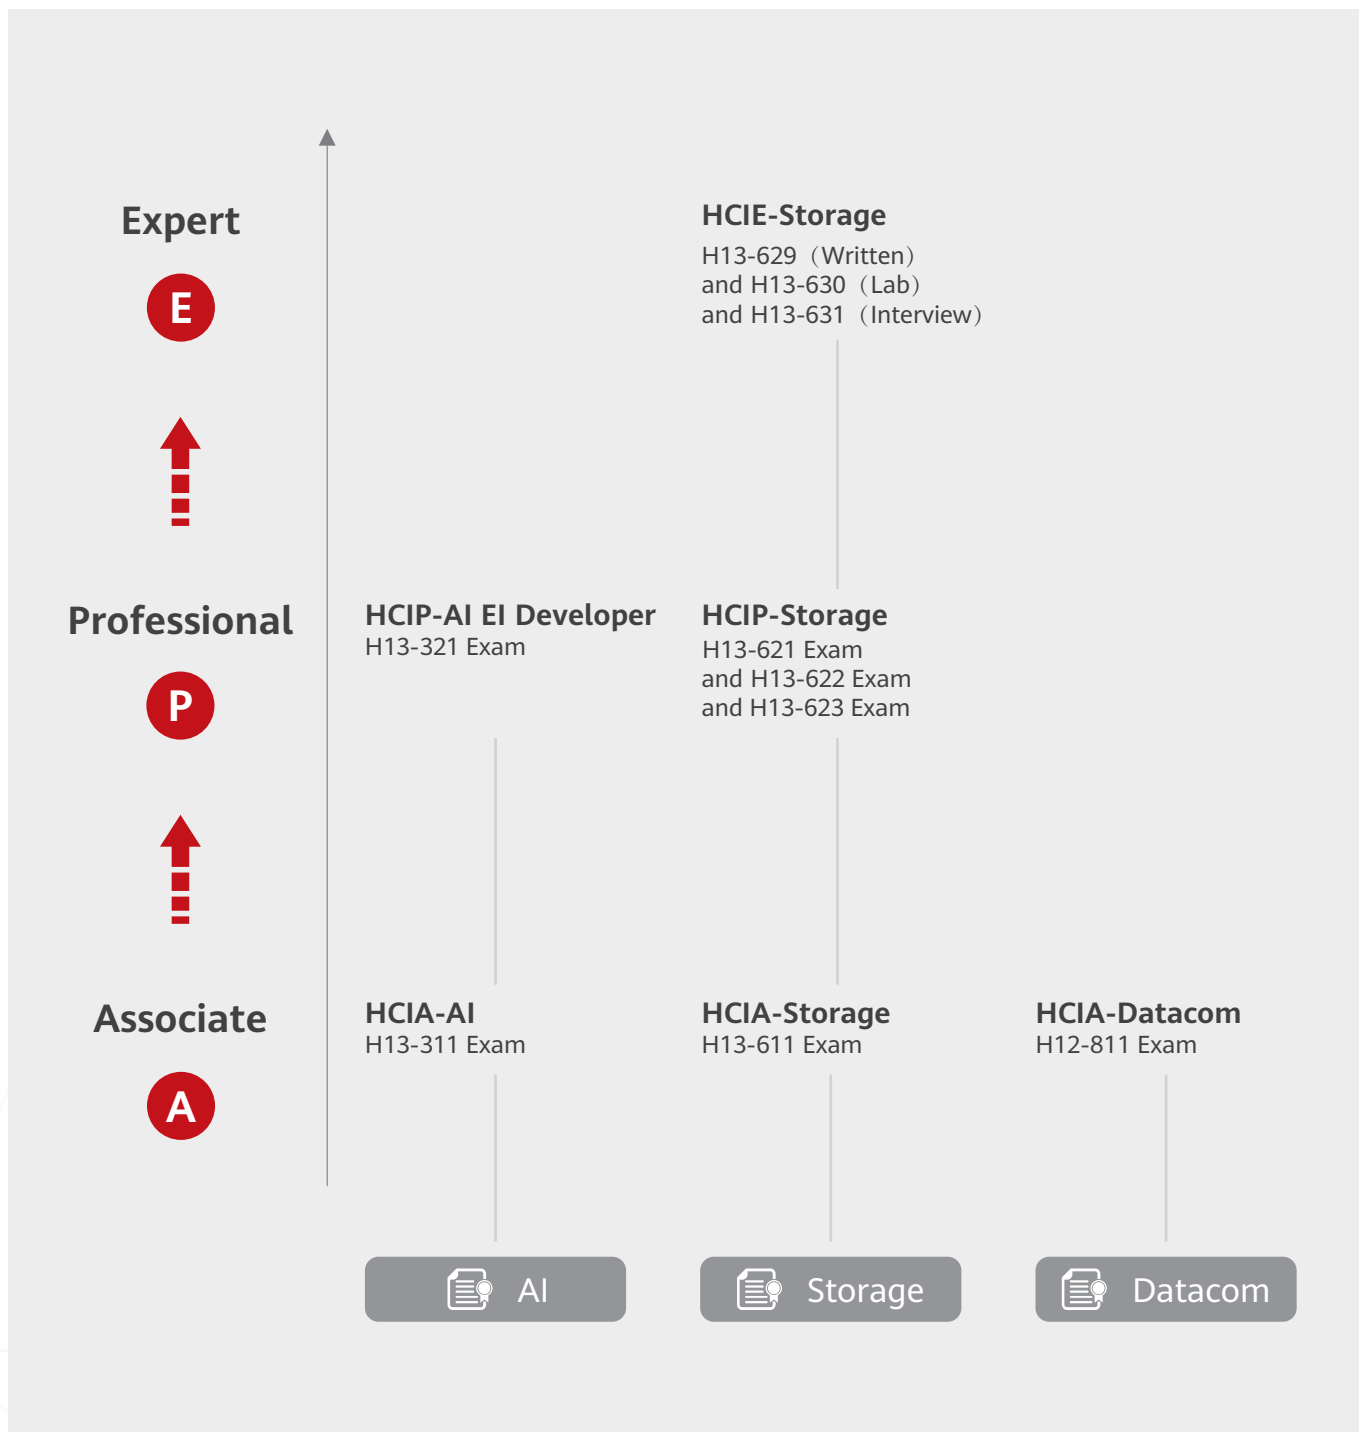 Expert
E
HCIE-Storage
H13-629（Written）
and H13-630（Lab）
and H13-631（Interview）
Professional
P
HCIP-AI EI Developer
H13-321 Exam
HCIP-Storage
H13-621 Exam
and H13-622 Exam
and H13-623 Exam
Associate
A
HCIA-AI
H13-311 Exam
HCIA-Storage
H13-611 Exam
HCIA-Datacom
H12-811 Exam
AI
Storage
Datacom